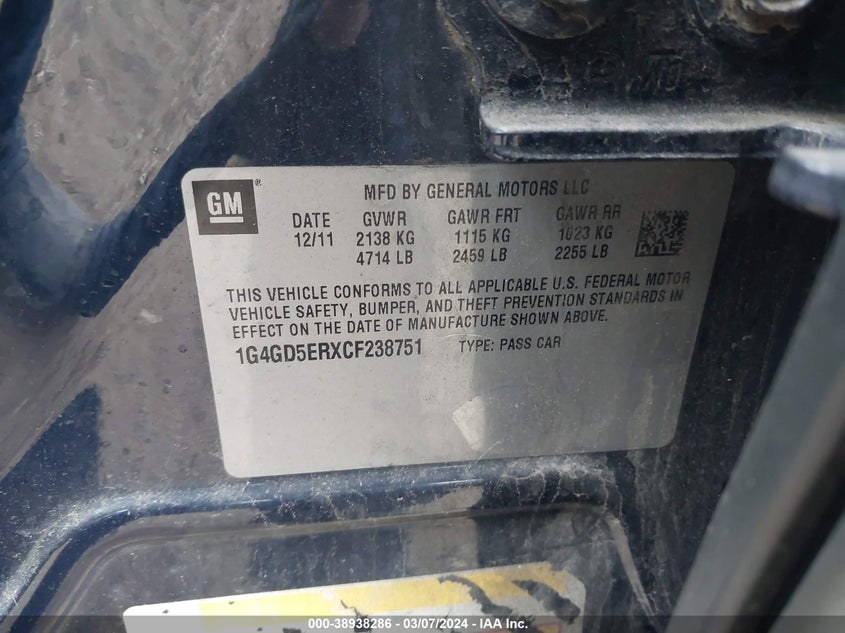 GM®
MFD BY GENERAL MOTORS LLC
DATE GVWR GAWR FRT GAWR RR
12/11 2138 KG 1115 KG 1023 KG
4714 LB 2459 LB 2255 LB
THIS VEHICLE CONFORMS TO ALL APPLICABLE U.S. FEDERAL MOTOR
VEHICLE SAFETY, BUMPER, AND THEFT PREVENTION STANDARDS IN
EFFECT ON THE DATE OF MANUFACTURE SHOWN ABOVE.
1G4GD5ERXCF238751 TYPE: PASS CAR
000-38938286 - 03/07/2024 - IAA Inc.